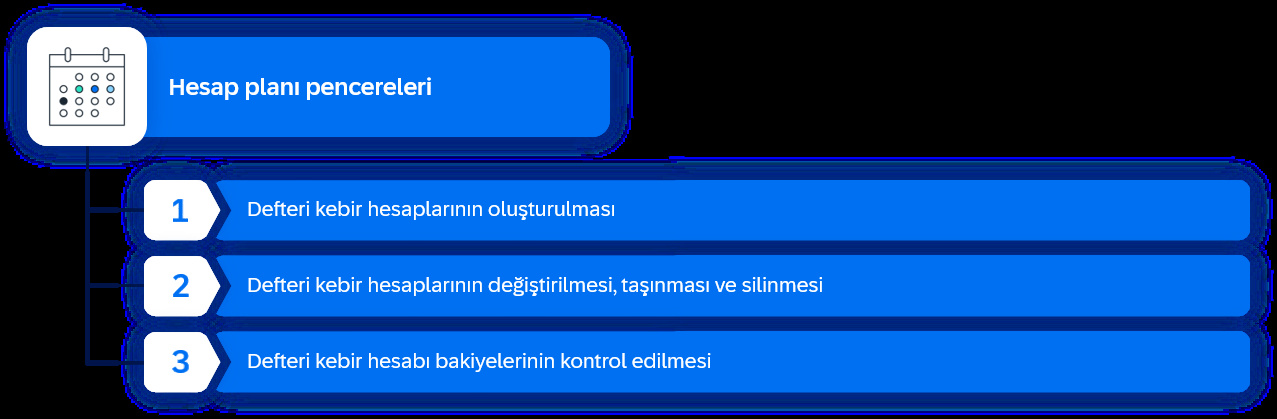 Hesap planı pencereleri
1 Defteri kebir hesaplarının oluşturulması
2 Defteri kebir hesaplarının değiştirilmesi, taşınması ve silinmesi
3 Defteri kebir hesabı bakiyelerinin kontrol edilmesi